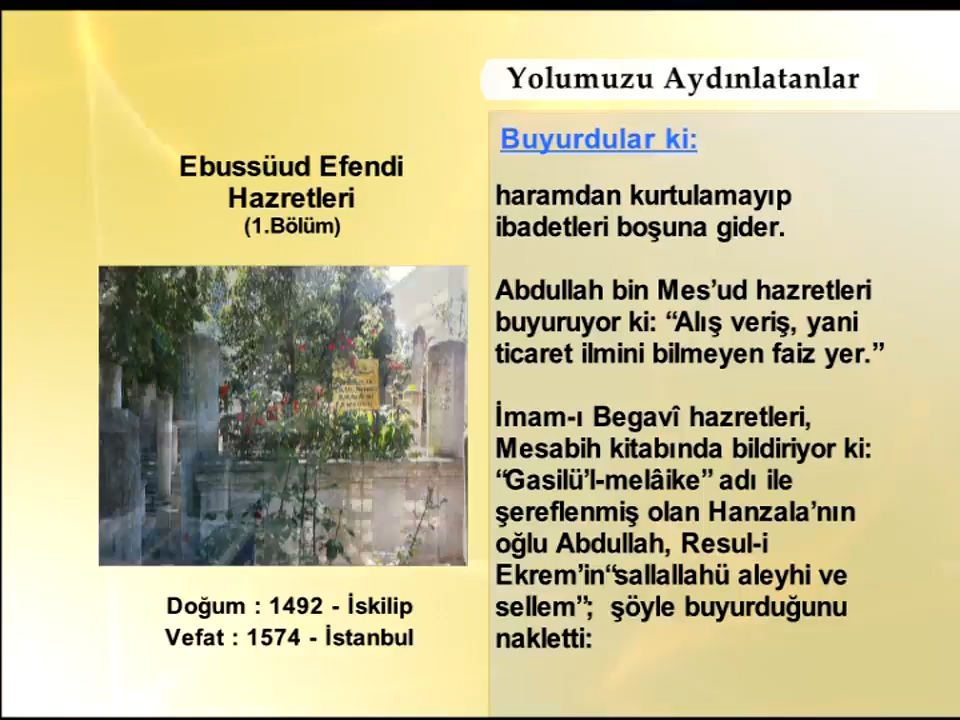 Yolumuzu Aydınlatanlar
Ebussüud Efendi
Hazretleri
(1.Bölüm)
Doğum : 1492 - İskilip
Vefat : 1574 - İstanbul
Buyurdular ki:
haramdan kurtulamayıp
ibadetleri boşuna gider.
Abdullah bin Mes’ud hazretleri
buyuruyor ki: “Alış veriş, yani
ticaret ilmini bilmeyen faiz yer.”
İmam-ı Begavî hazretleri,
Mesabih kitabında bildiriyor ki:
“Gasilü’l-melâike” adı ile
şereflenmiş olan Hanzala’nın
oğlu Abdullah, Resul-i
Ekrem’in“sallallahü aleyhi ve
sellem”;  şöyle buyurduğunu
nakletti: